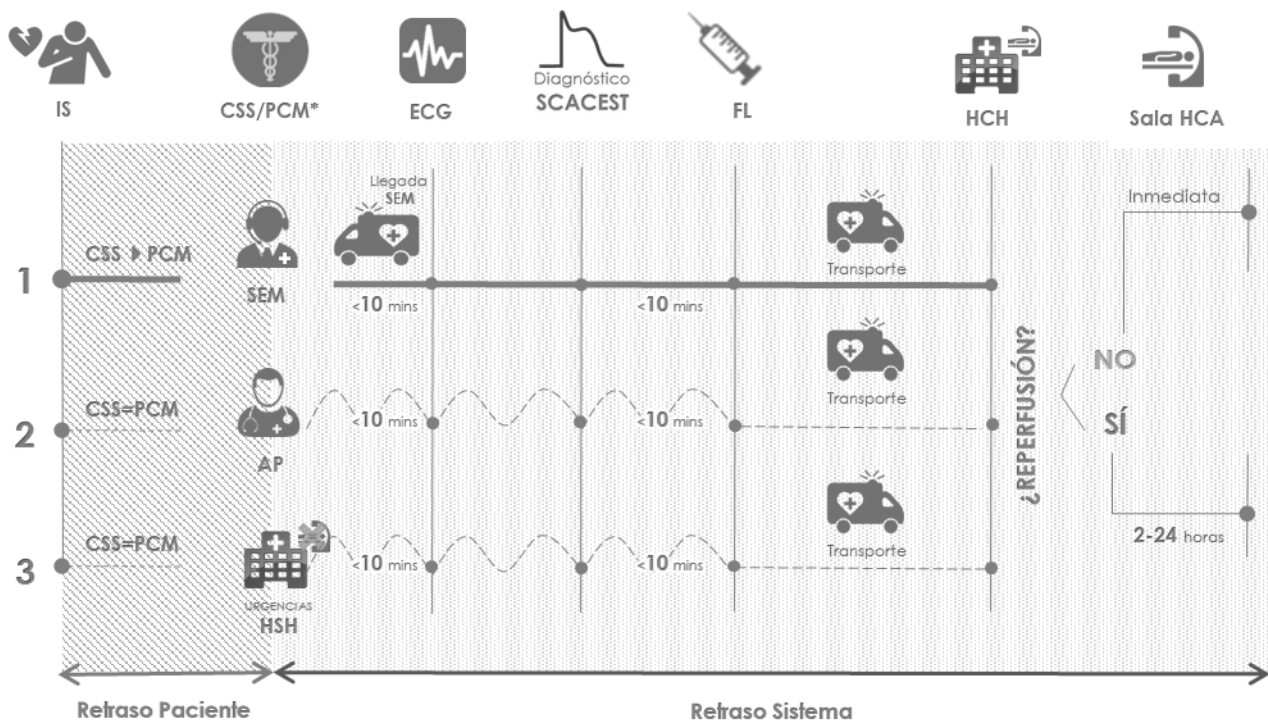 IS
CSS/PCM*
ECG
Diagnóstico
SCACEST
FL
HCH
Sala HCA
Llegada
SEM
Inmediata
CSS ▶ PCM
1
SEM
<10 mins
<10 mins
Transporte
NO
¿REPERFUSIÓN?
CSS=PCM
2
AP
<10 mins
<10 mins
Transporte
SÍ
CSS=PCM
3
URGENCIAS
HSH
<10 mins
<10 mins
Transporte
2-24 horas
Retraso Paciente
Retraso Sistema